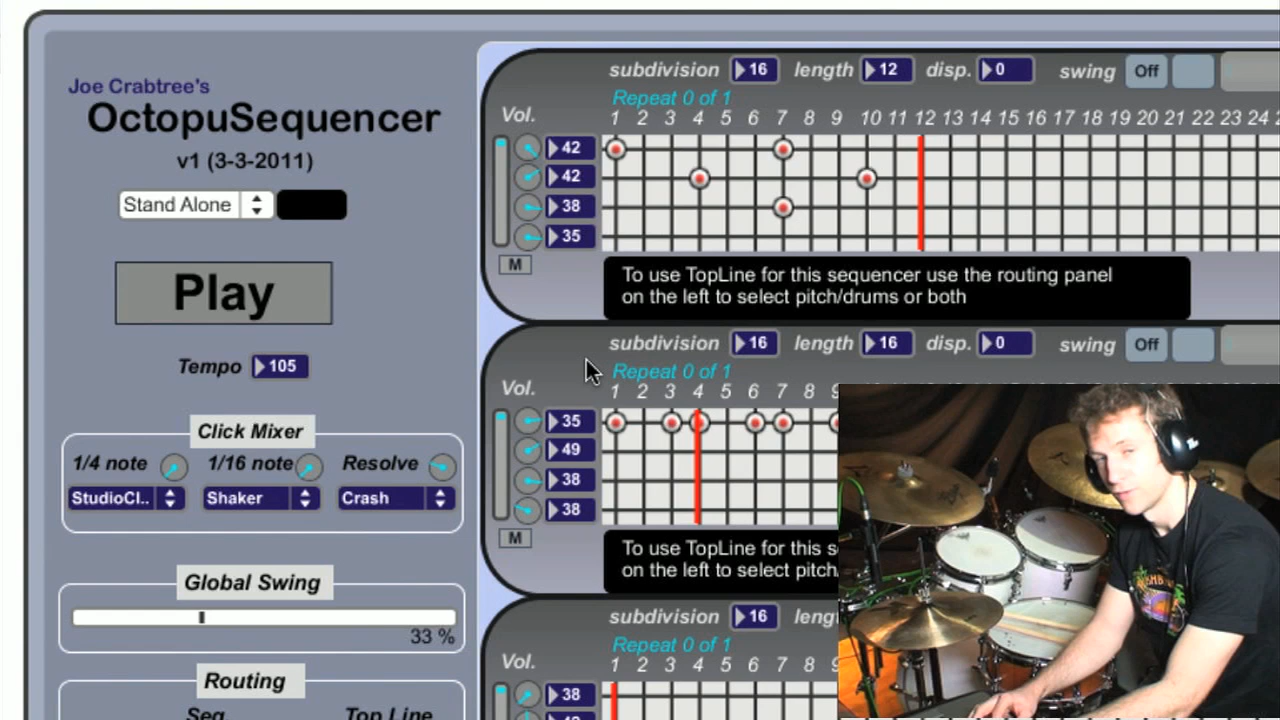 Joe Crabtree's
OctopuSequencer
v1 (3-3-2011)
Stand Alone
Play
Tempo 105
Click Mixer
1/4 note 1/16 note Resolve
StudioCl.. Shaker Crash
Global Swing
33 %
Routing
Seq. Top Line
subdivision 16 length 12 disp. 0 swing Off
Repeat 0 of 1
Vol. 1 2 3 4 5 6 7 8 9 10 11 12 13 14 15 16 17 18 19 20 21 22 23 24
42
42
38
35
M
To use TopLine for this sequencer use the routing panel
on the left to select pitch/drums or both
subdivision 16 length 16 disp. 0 swing Off
Repeat 0 of 1
Vol. 1 2 3 4 5 6 7 8
35
49
38
38
M
To use TopLine for this s
on the left to select pitch/
subdivision 16 leng
Repeat 0 of 1
Vol. 1 2 3 4 5 6 7 8
38